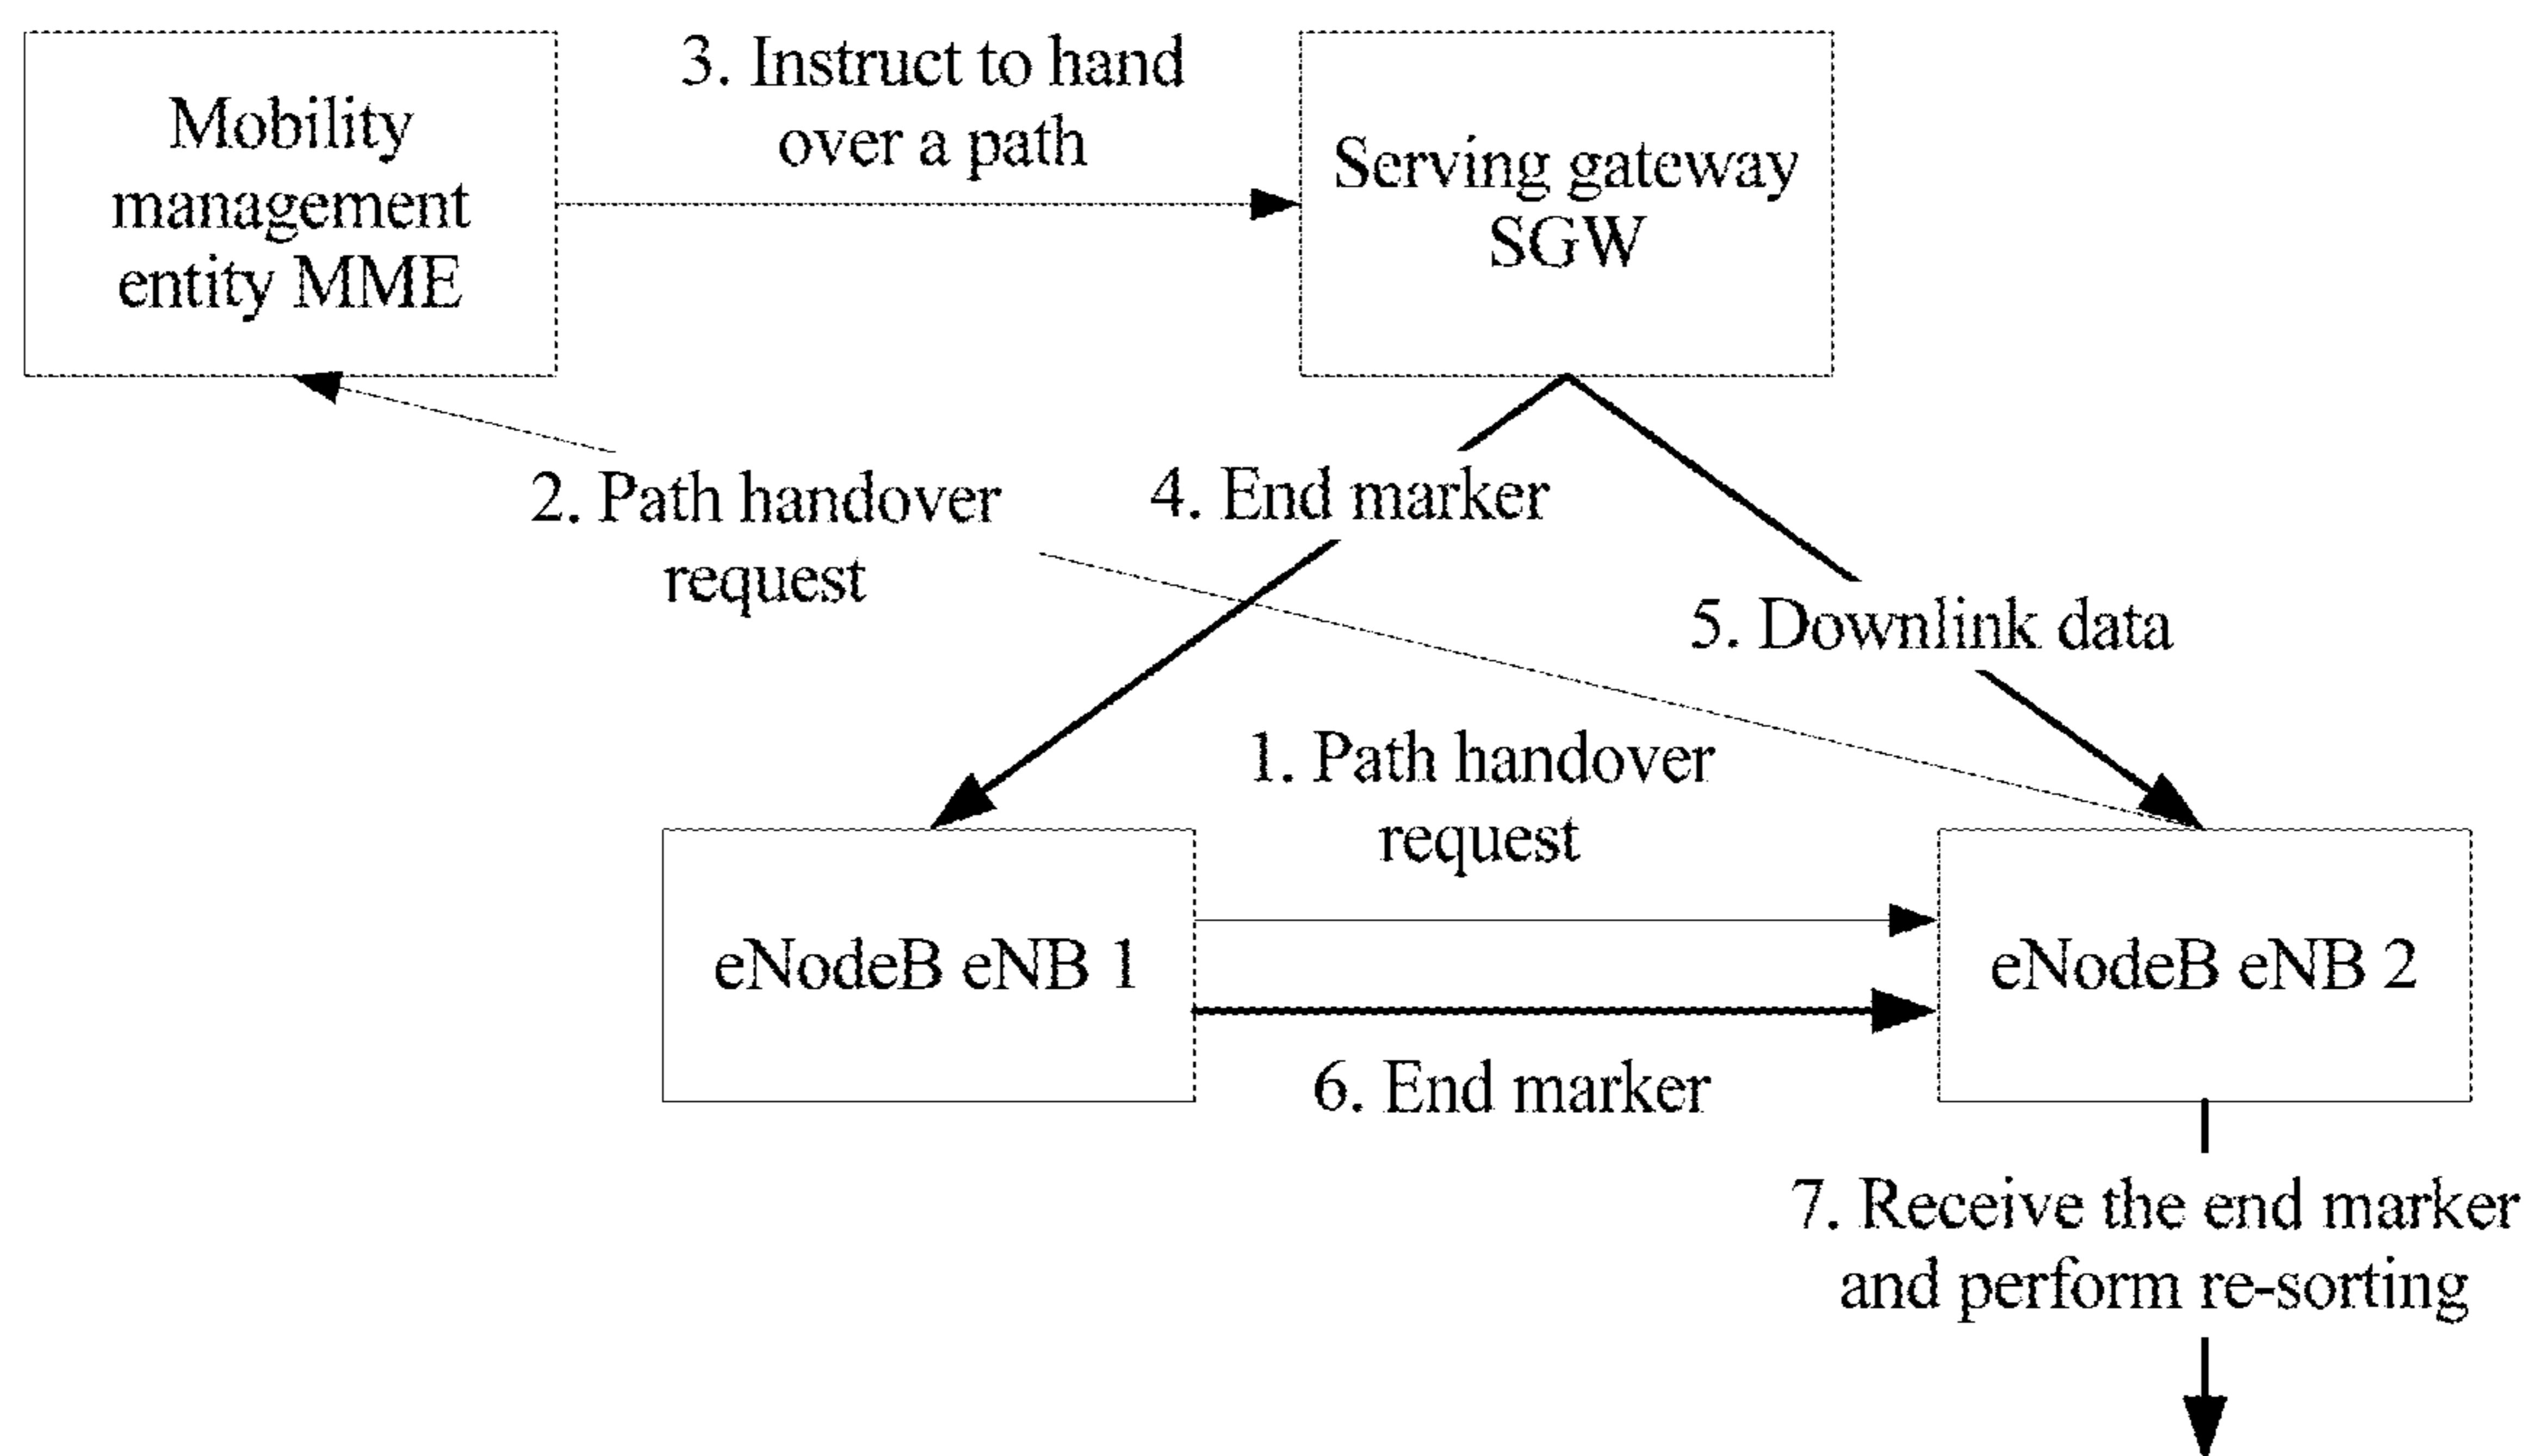 Mobility
management
entity MME
3. Instruct to hand
over a path
Serving gateway
SGW
2. Path handover
request
4. End marker
5. Downlink data
1. Path handover
request
eNodeB eNB 1
eNodeB eNB 2
6. End marker
7. Receive the end marker
and perform re-sorting